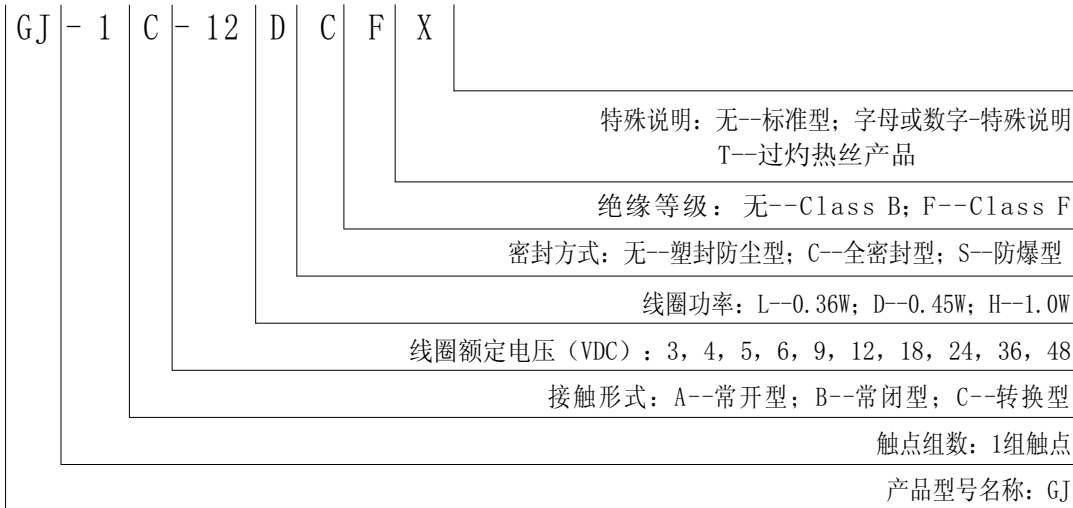 GJ - 1 C - 12 D C F X
特殊说明：无--标准型；字母或数字-特殊说明
T--过灼热丝产品
绝缘等级：无--Class B；F--Class F
密封方式：无--塑封防尘型；C--全密封型；S--防爆型
线圈功率：L--0.36W；D--0.45W；H--1.0W
线圈额定电压（VDC）：3，4，5，6，9，12，18，24，36，48
接触形式：A--常开型；B--常闭型；C--转换型
触点组数：1组触点
产品型号名称：GJ